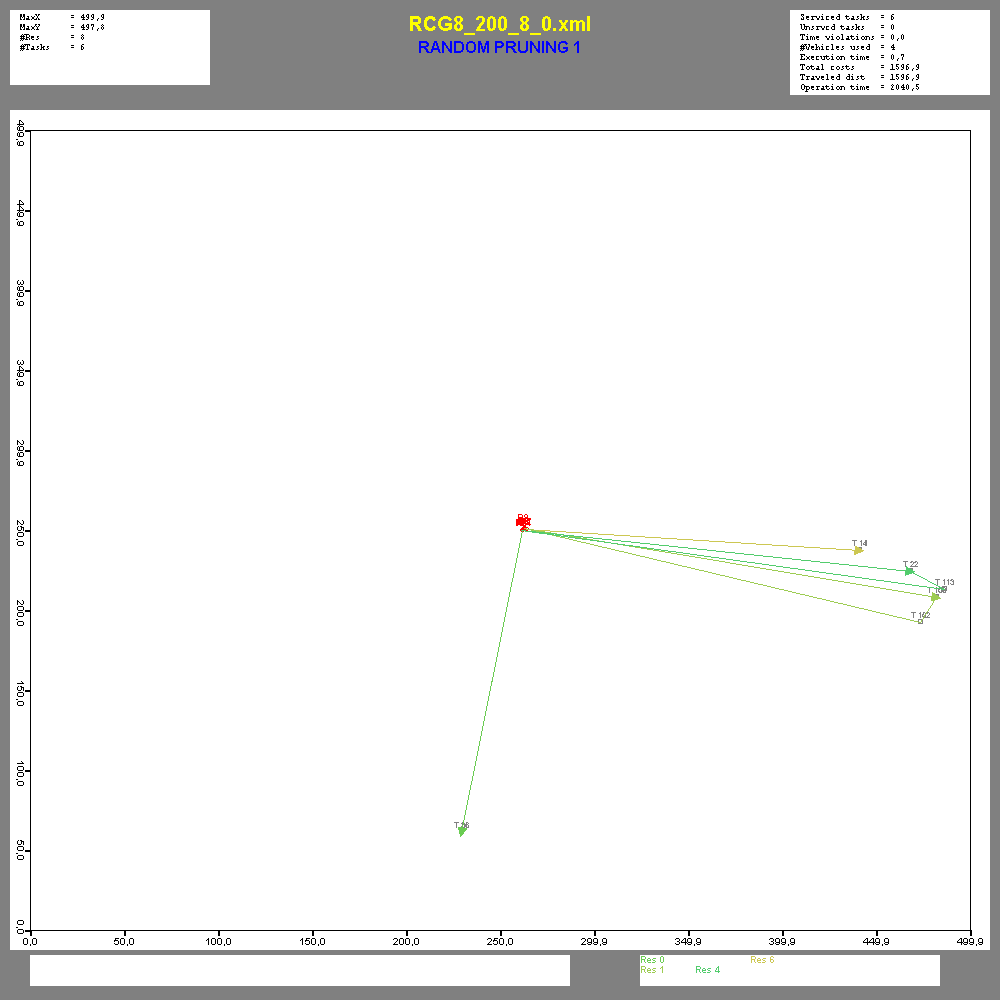 MaxX = 499,9
MaxY = 497,8
#Res = 8
#Tasks = 6
RCG8_200_8_0.xml
RANDOM PRUNING 1
Serviced tasks = 6
Unsrvcd tasks = 0
Time violations = 0,0
#Vehicles used = 4
Execution time = 0,7
Total costs = 1596,9
Traveled dist = 1596,9
Operation time = 2040,5
499,9
449,9
399,9
349,9
299,9
250,0
200,0
150,0
100,0
50,0
0,0
T 14
T 22
T 113
T 102
0,0 50,0 100,0 150,0 200,0 250,0 299,9 349,9 399,9 449,9 499,9
Res 0 Res 6
Res 1 Res 4